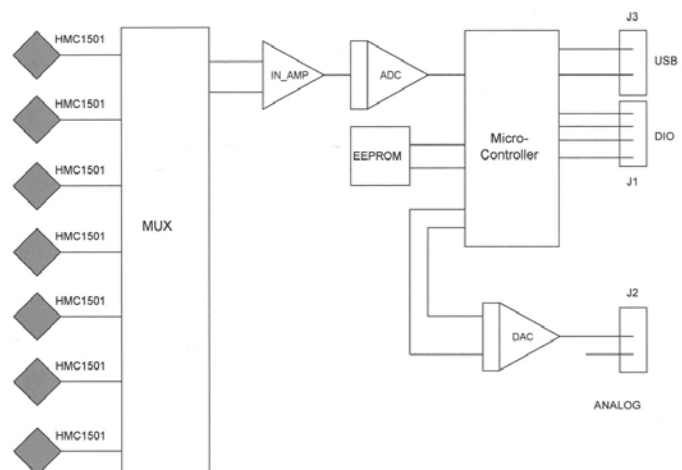 HMC1501
HMC1501
HMC1501
HMC1501
HMC1501
HMC1501
HMC1501
MUX
IN_AMP
ADC
EEPROM
Micro-
Controller
J3
USB
DIO
J1
J2
DAC
ANALOG